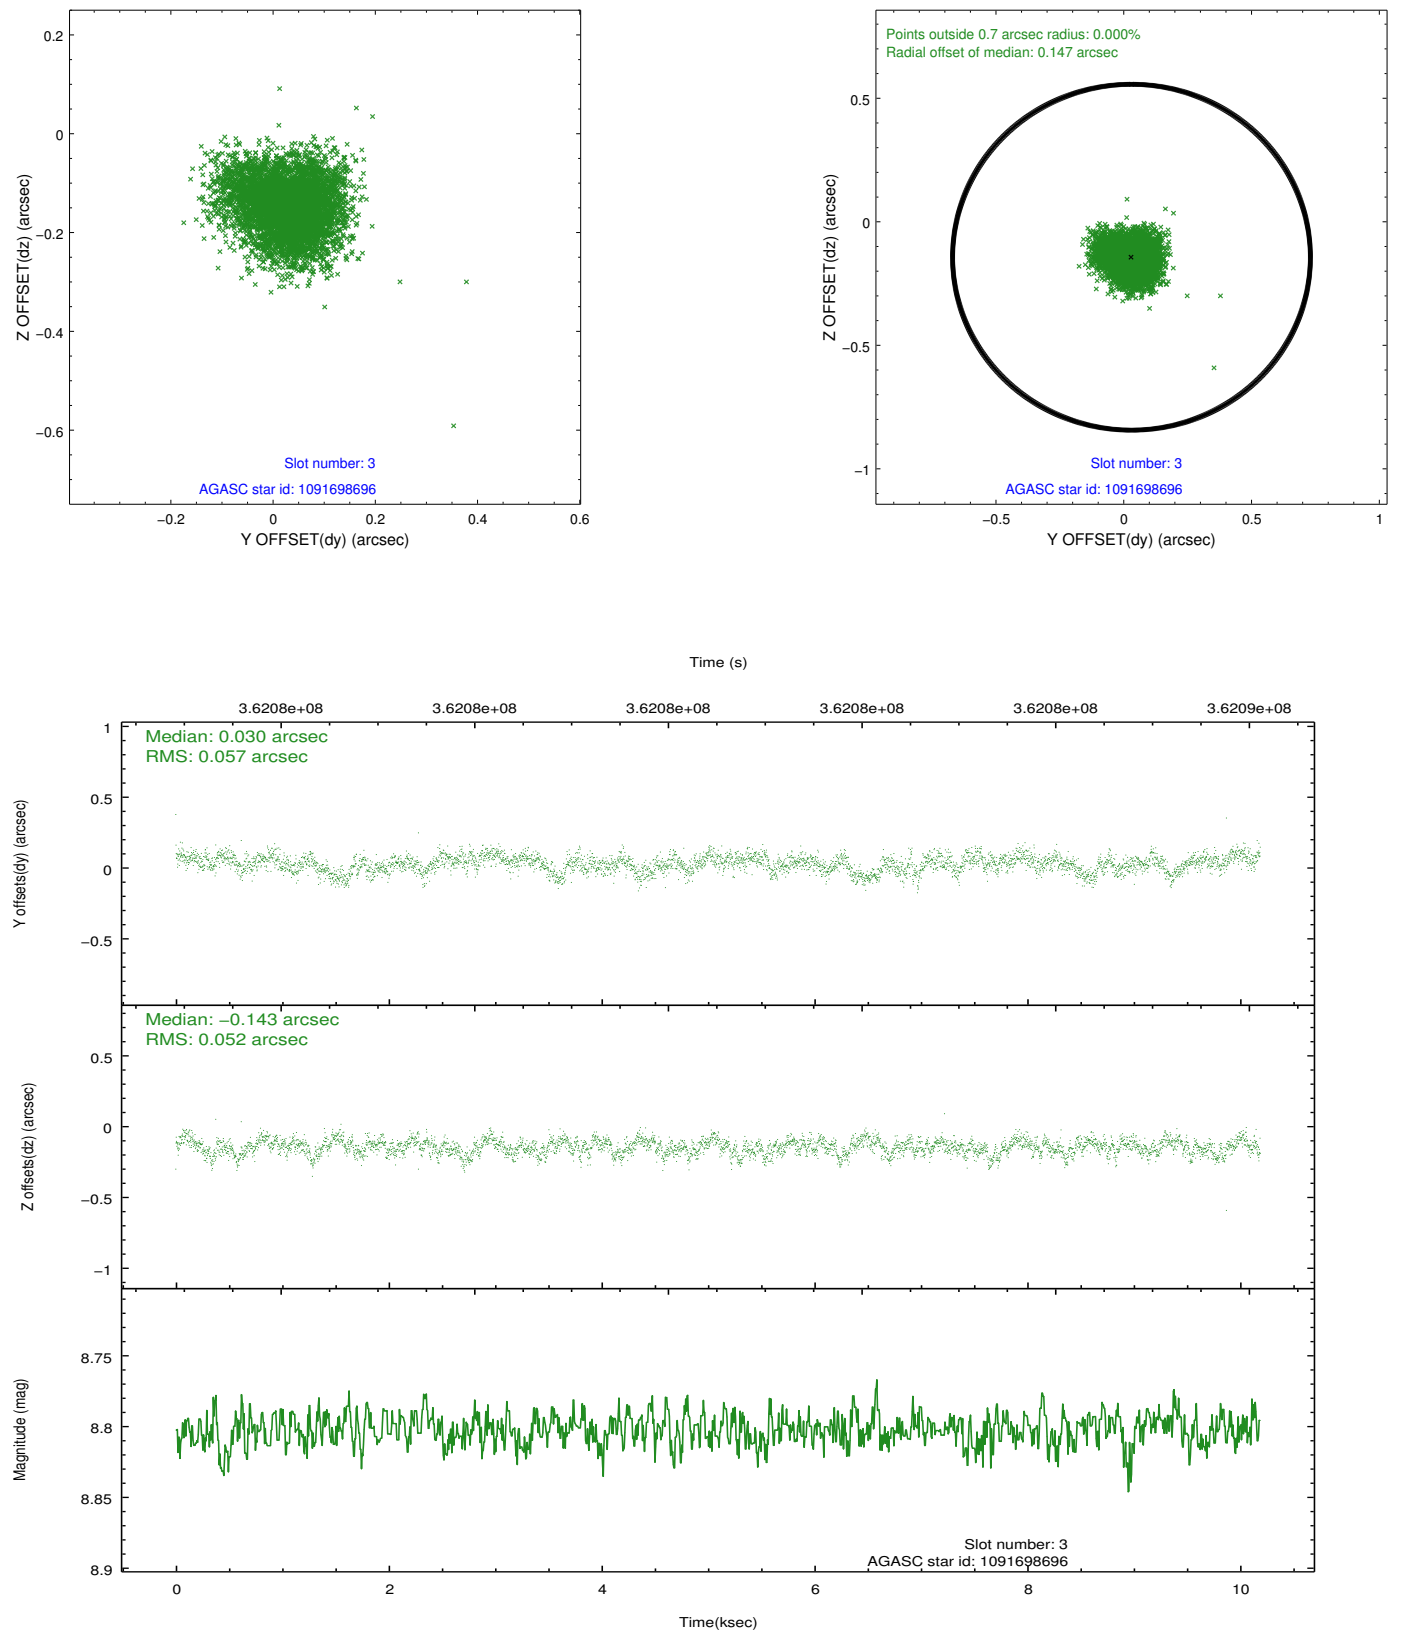 0.2
0
−0.2
−0.4
−0.6
Z OFFSET(dz) (arcsec)
Slot number: 3
AGASC star id: 1091698696
−0.2
0
0.2
0.4
0.6
Y OFFSET(dy) (arcsec)
Points outside 0.7 arcsec radius: 0.000%
Radial offset of median: 0.147 arcsec
0.5
0
−0.5
−1
Z OFFSET(dz) (arcsec)
Slot number: 3
AGASC star id: 1091698696
−0.5
0
0.5
1
Y OFFSET(dy) (arcsec)
Time (s)
3.6208e+08
3.6208e+08
3.6208e+08
3.6208e+08
3.6208e+08
3.6209e+08
Median: 0.030 arcsec
RMS: 0.057 arcsec
1
0.5
0
−0.5
Y offsets(dy) (arcsec)
Median: −0.143 arcsec
RMS: 0.052 arcsec
0.5
0
−0.5
−1
Z offsets(dz) (arcsec)
8.75
8.8
8.85
8.9
Magnitude (mag)
Slot number: 3
AGASC star id: 1091698696
0
2
4
6
8
10
Time(ksec)